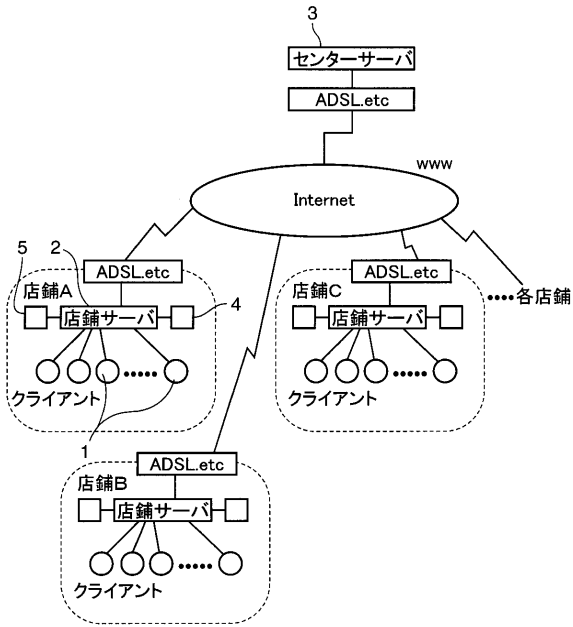 3
センターサーバ
ADSL.etc
www
Internet
5
2
ADSL.etc
店舗A
店舗サーバ
4
クライアント
1
ADSL.etc
店舗C
店舗サーバ
クライアント
•••••各店舗
ADSL.etc
店舗B
店舗サーバ
クライアント